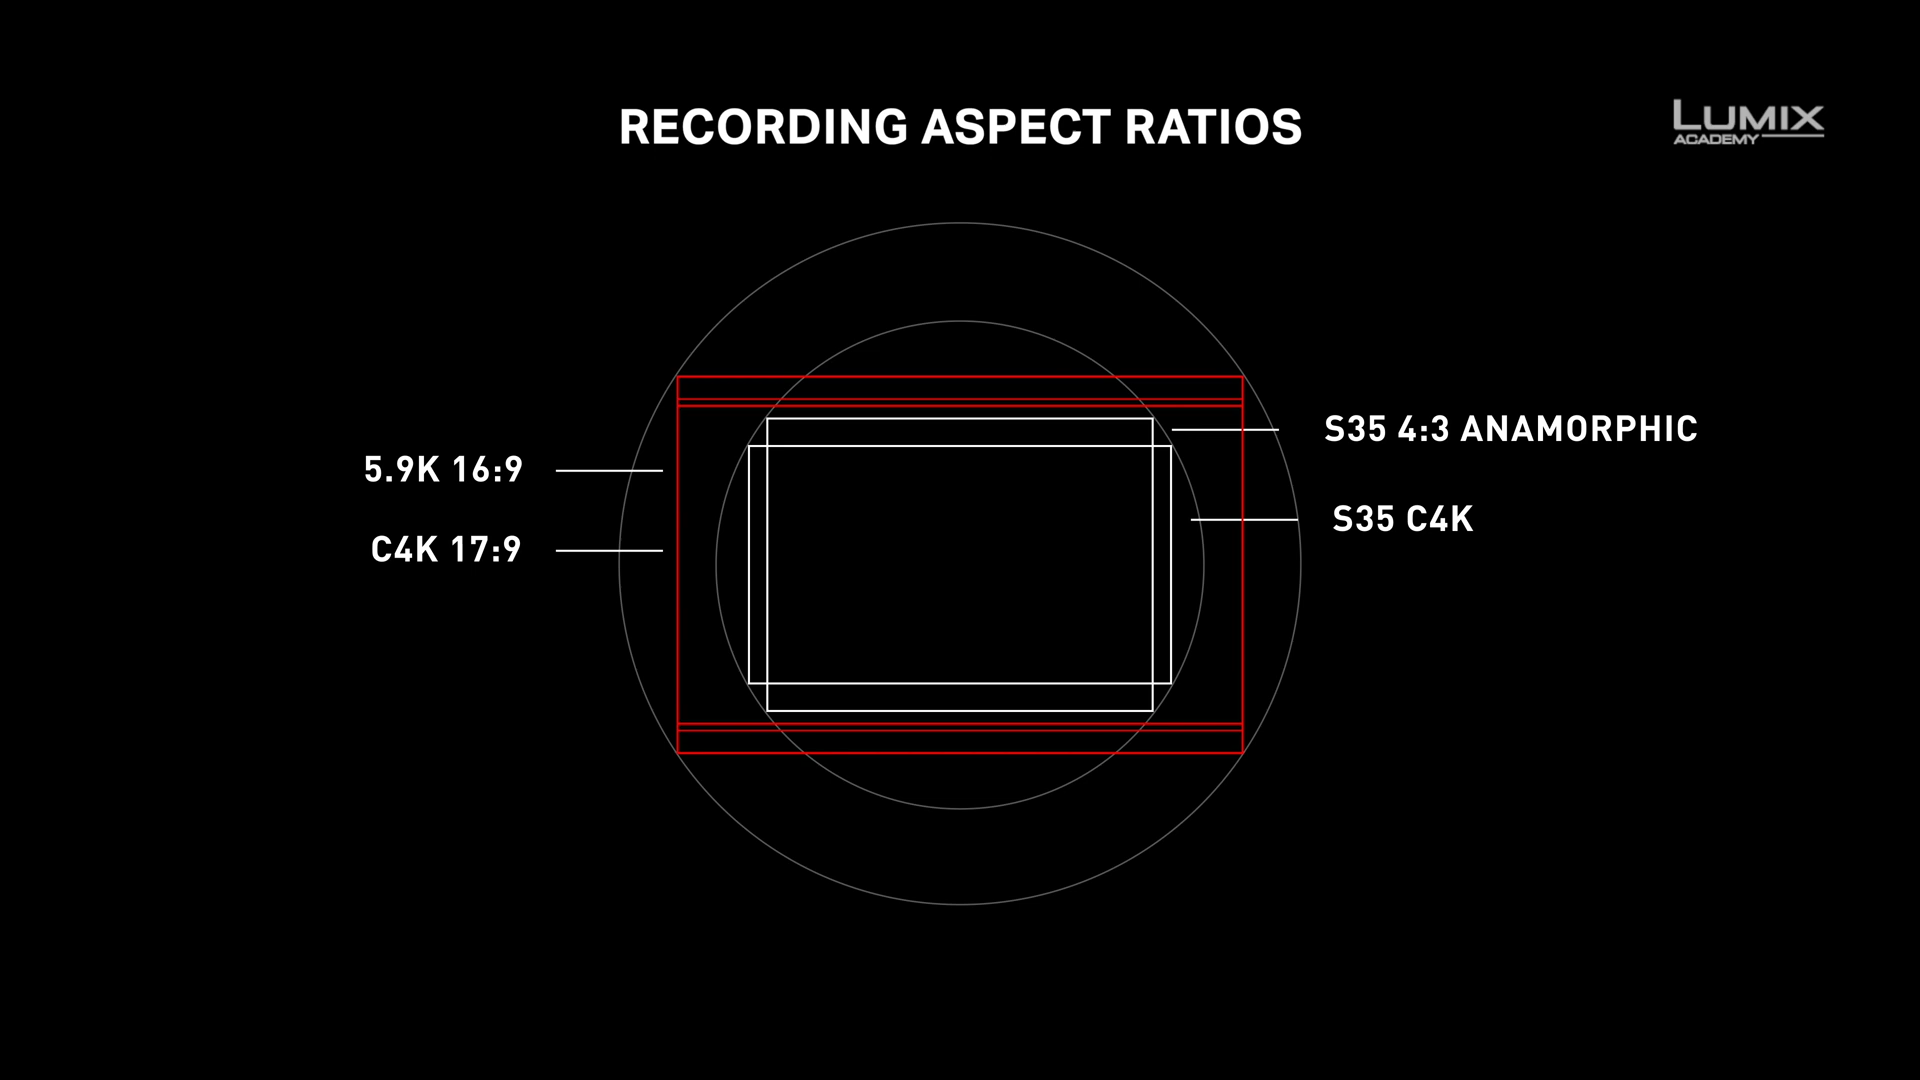 RECORDING ASPECT RATIOS
LUMIX
ACADEMY
5.9K 16:9
C4K 17:9
S35 4:3 ANAMORPHIC
S35 C4K